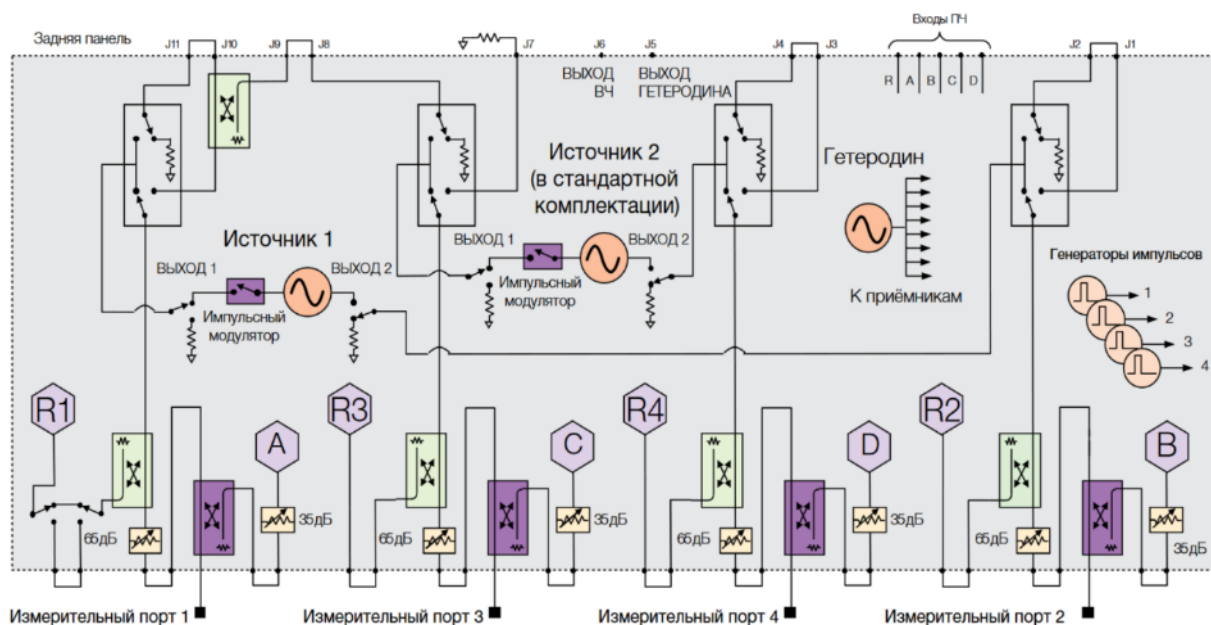 Задняя панель
J11
J10
J9
J8
J7
J6
J5
J4
J3
Входы ПЧ
J2
J1
R
A
B
C
D
ВЫХОД
ВЧ
ВЫХОД
ГЕТЕРОДИНА
Источник 2
(в стандартной
комплектации)
Гетеродин
Источник 1
ВЫХОД 1
ВЫХОД 2
Импульсный
модулятор
ВЫХОД 1
ВЫХОД 2
Импульсный
модулятор
К приёмникам
Генераторы импульсов
1
2
3
4
R1
A
R3
C
R4
D
R2
B
65дБ
35дБ
65дБ
35дБ
65дБ
35дБ
65дБ
35дБ
Измерительный порт 1
Измерительный порт 3
Измерительный порт 4
Измерительный порт 2